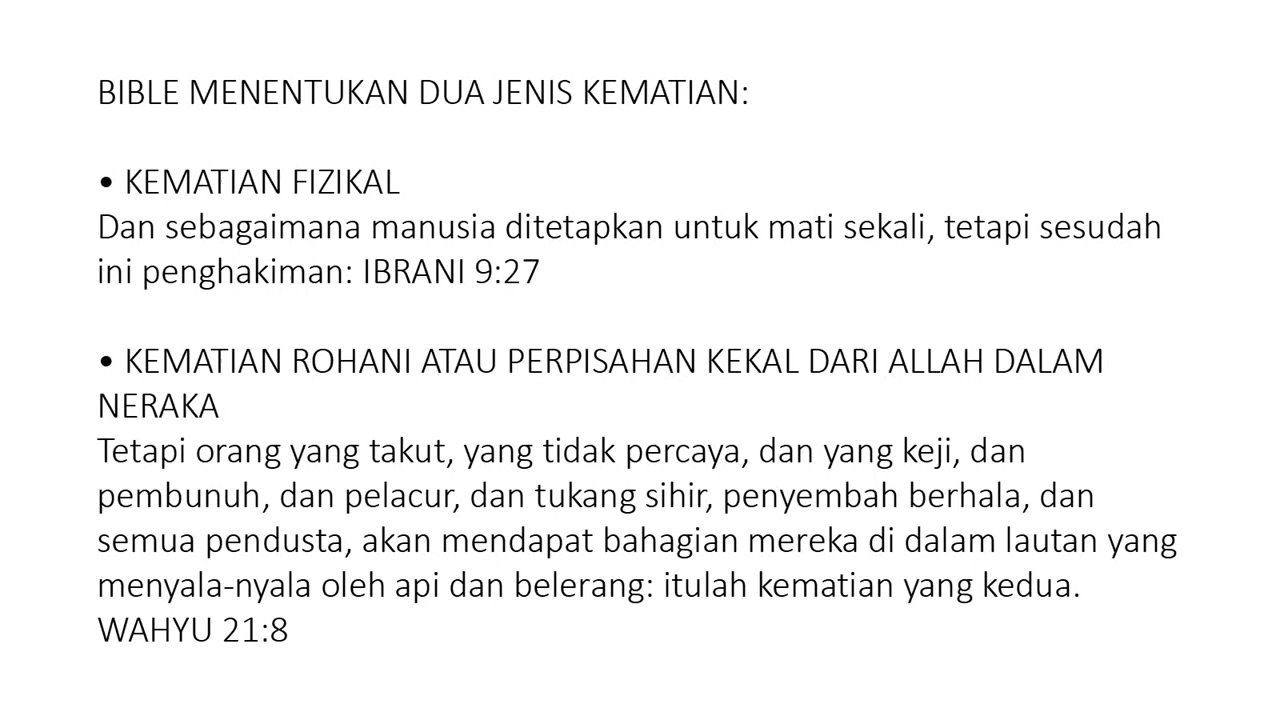 BIBLE MENENTUKAN DUA JENIS KEMATIAN:
• KEMATIAN FIZIKAL
Dan sebagaimana manusia ditetapkan untuk mati sekali, tetapi sesudah
ini penghakiman: IBRANI 9:27
• KEMATIAN ROHANI ATAU PERPISAHAN KEKAL DARI ALLAH DALAM
NERAKA
Tetapi orang yang takut, yang tidak percaya, dan yang keji, dan
pembunuh, dan pelacur, dan tukang sihir, penyembah berhala, dan
semua pendusta, akan mendapat bahagian mereka di dalam lautan yang
menyala-nyala oleh api dan belerang: itulah kematian yang kedua.
WAHYU 21:8